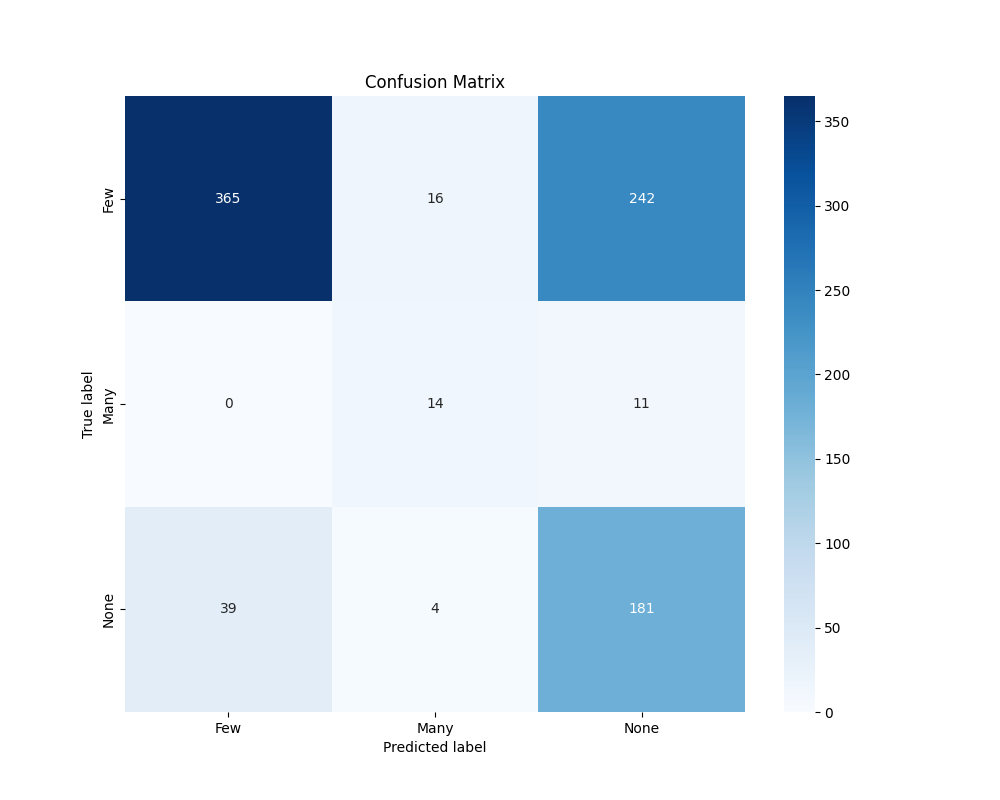 Confusion Matrix
Few
365
16
242
True label
Many
0
14
11
None
39
4
181
Few
Many
None
Predicted label
350
300
250
200
150
100
50
0